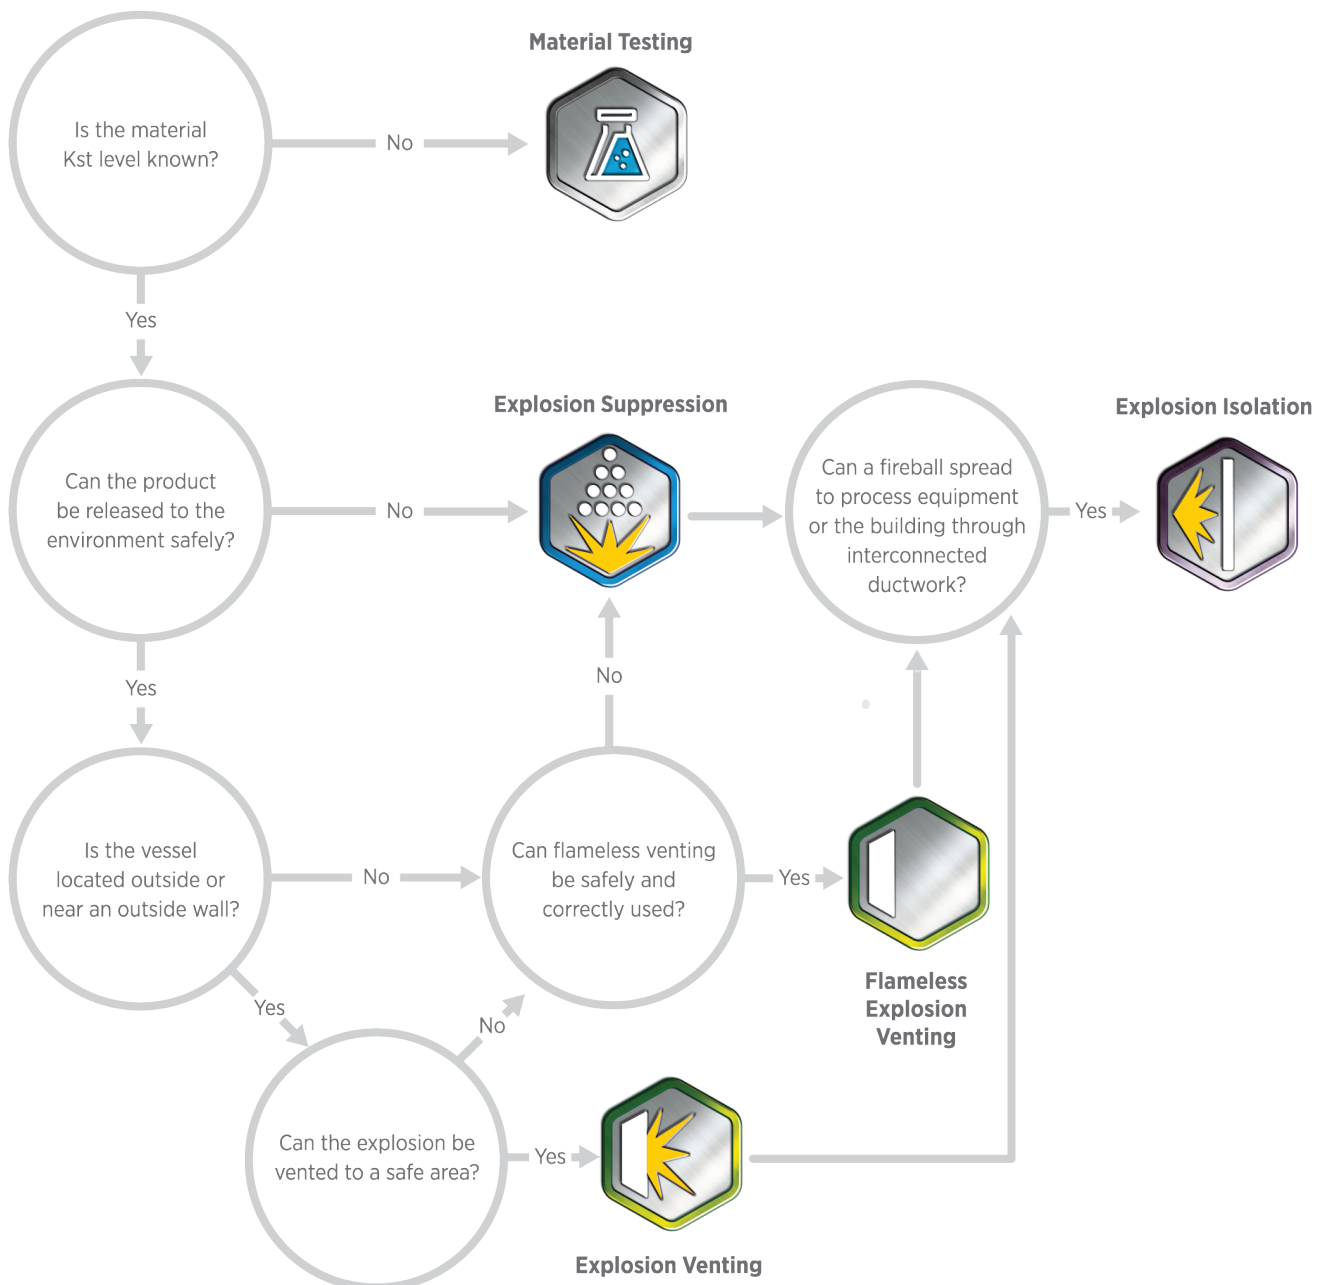 Material Testing
Is the material
Kst level known?
No
Yes
Explosion Suppression
Explosion Isolation
Can the product
be released to the
environment safely?
No
Can a fireball spread
to process equipment
or the building through
interconnected
ductwork?
Yes
Yes
No
Is the vessel
located outside or
near an outside wall?
No
Can flameless venting
be safely and
correctly used?
Yes
Flameless
Explosion
Venting
Yes
No
Can the explosion be
vented to a safe area?
Yes
Explosion Venting